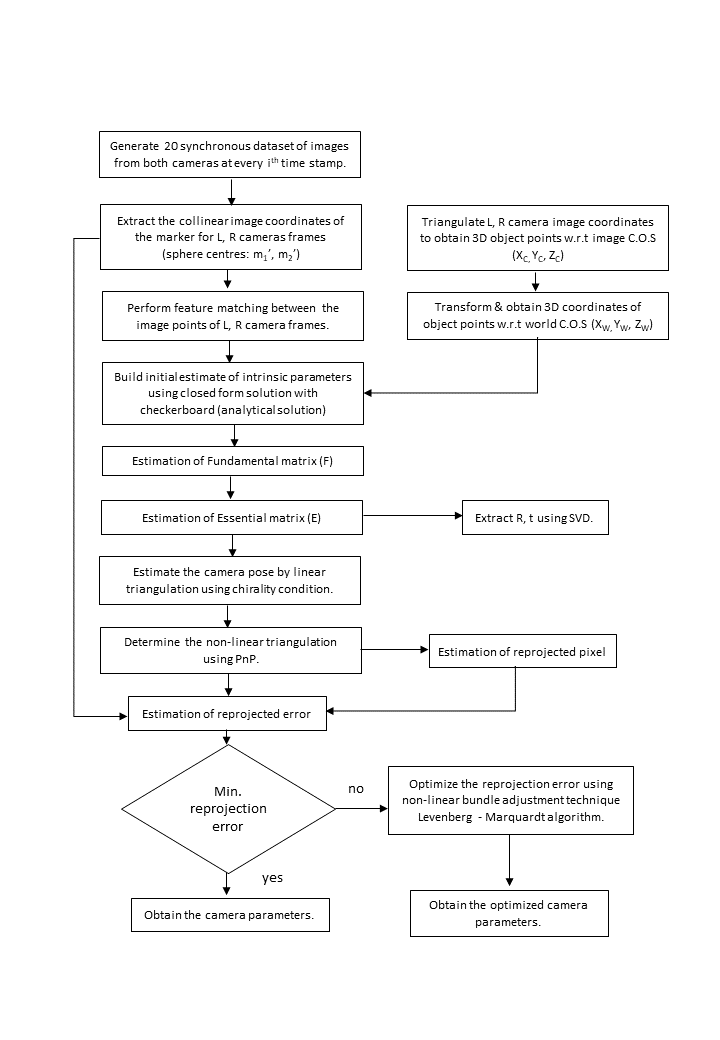 Generate 20 synchronous dataset of images
from both cameras at every iᵗʰ time stamp.
Extract the collinear image coordinates of
the marker for L, R cameras frames
(sphere centres: m₁’, m₂’)
Triangulate L, R camera image coordinates
to obtain 3D object points w.r.t image C.O.S
(X_C, Y_C, Z_C)
Perform feature matching between the
image points of L, R camera frames.
Transform & obtain 3D coordinates of
object points w.r.t world C.O.S (X_W, Y_W, Z_W)
Build initial estimate of intrinsic parameters
using closed form solution with
checkerboard (analytical solution)
Estimation of Fundamental matrix (F)
Estimation of Essential matrix (E)
Extract R, t using SVD.
Estimate the camera pose by linear
triangulation using chirality condition.
Determine the non-linear triangulation
using PnP.
Estimation of reprojected pixel
Estimation of reprojected error
Min.
reprojection
error
no
Optimize the reprojection error using
non-linear bundle adjustment technique
Levenberg - Marquardt algorithm.
yes
Obtain the camera parameters.
Obtain the optimized camera
parameters.